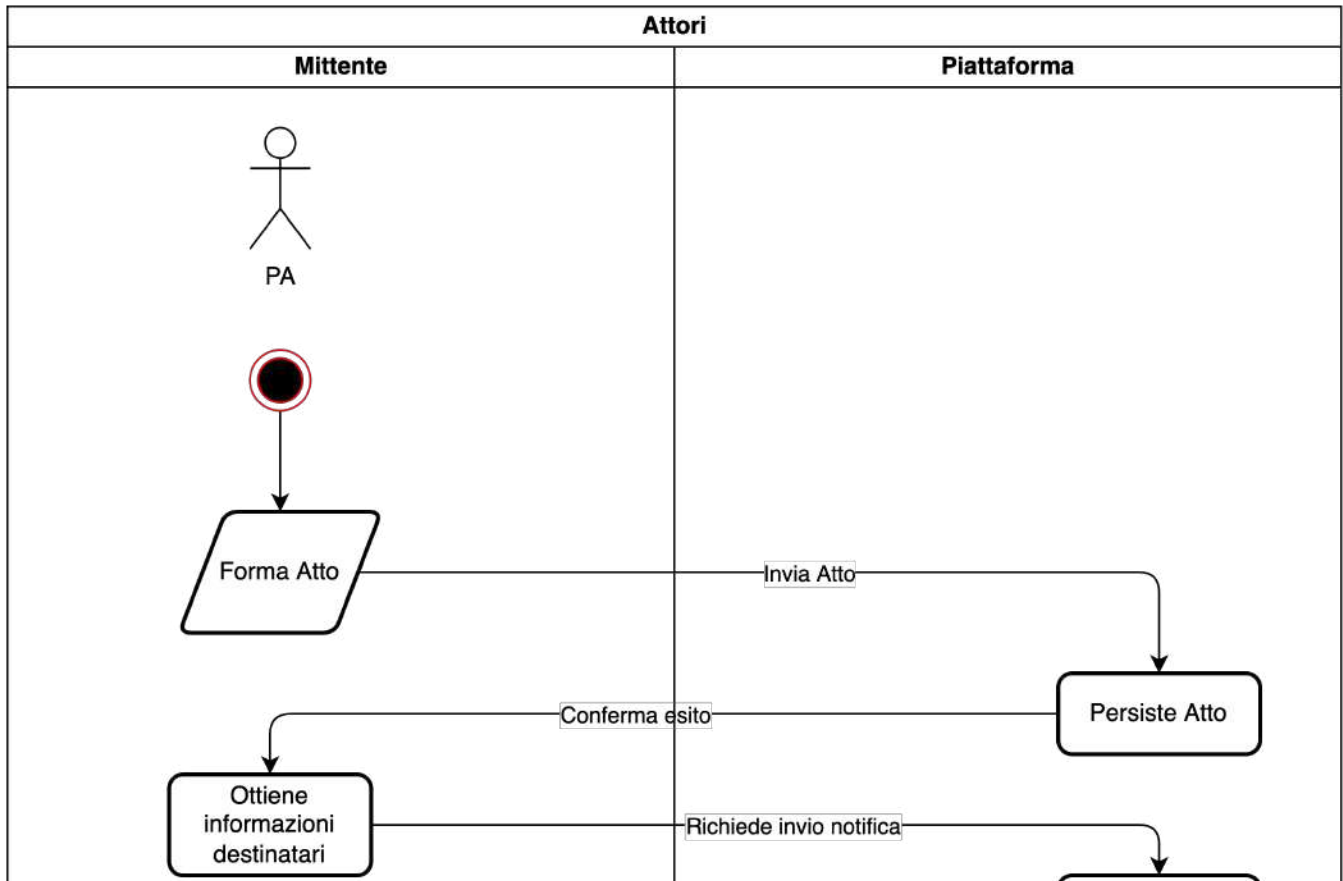 Attori
Mittente
Piattaforma
PA
Forma Atto
Invia Atto
Persiste Atto
Conferma esito
Ottiene
informazioni
destinatari
Richiede invio notifica